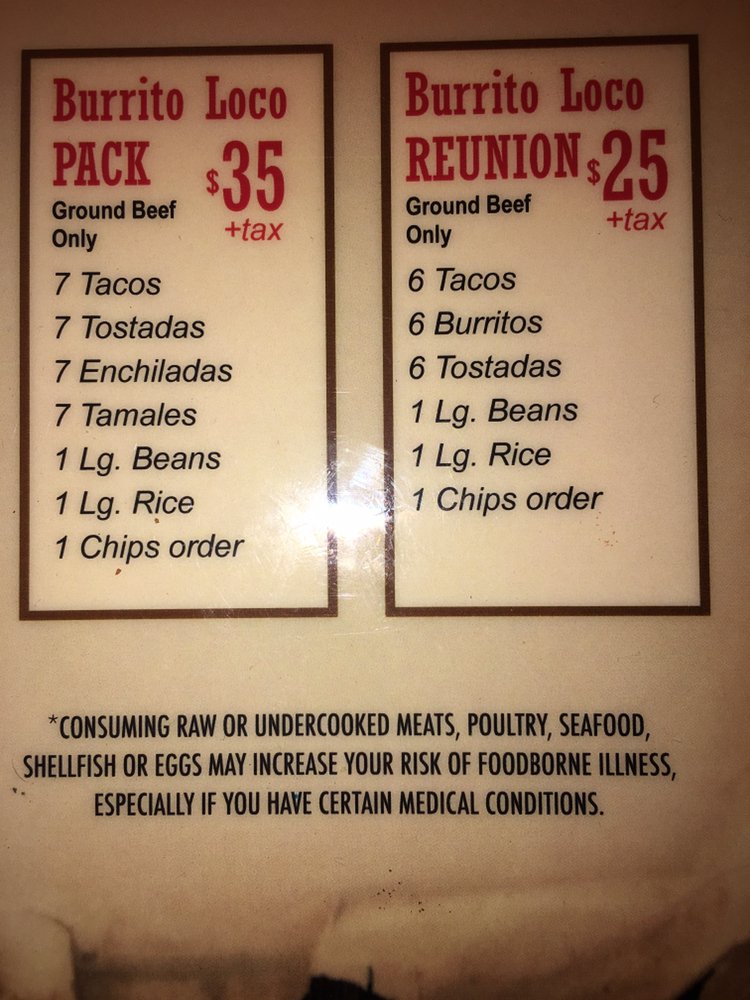 Burrito Loco
PACK $35
Ground Beef
Only
+tax
7 Tacos
7 Tostadas
7 Enchiladas
7 Tamales
1 Lg. Beans
1 Lg. Rice
1 Chips order
Burrito Loco
REUNION $25
Ground Beef
Only
+tax
6 Tacos
6 Burritos
6 Tostadas
1 Lg. Beans
1 Lg. Rice
1 Chips order
*CONSUMING RAW OR UNDERCOOKED MEATS, POULTRY, SEAFOOD,
SHELLFISH OR EGGS MAY INCREASE YOUR RISK OF FOODBORNE ILLNESS,
ESPECIALLY IF YOU HAVE CERTAIN MEDICAL CONDITIONS.